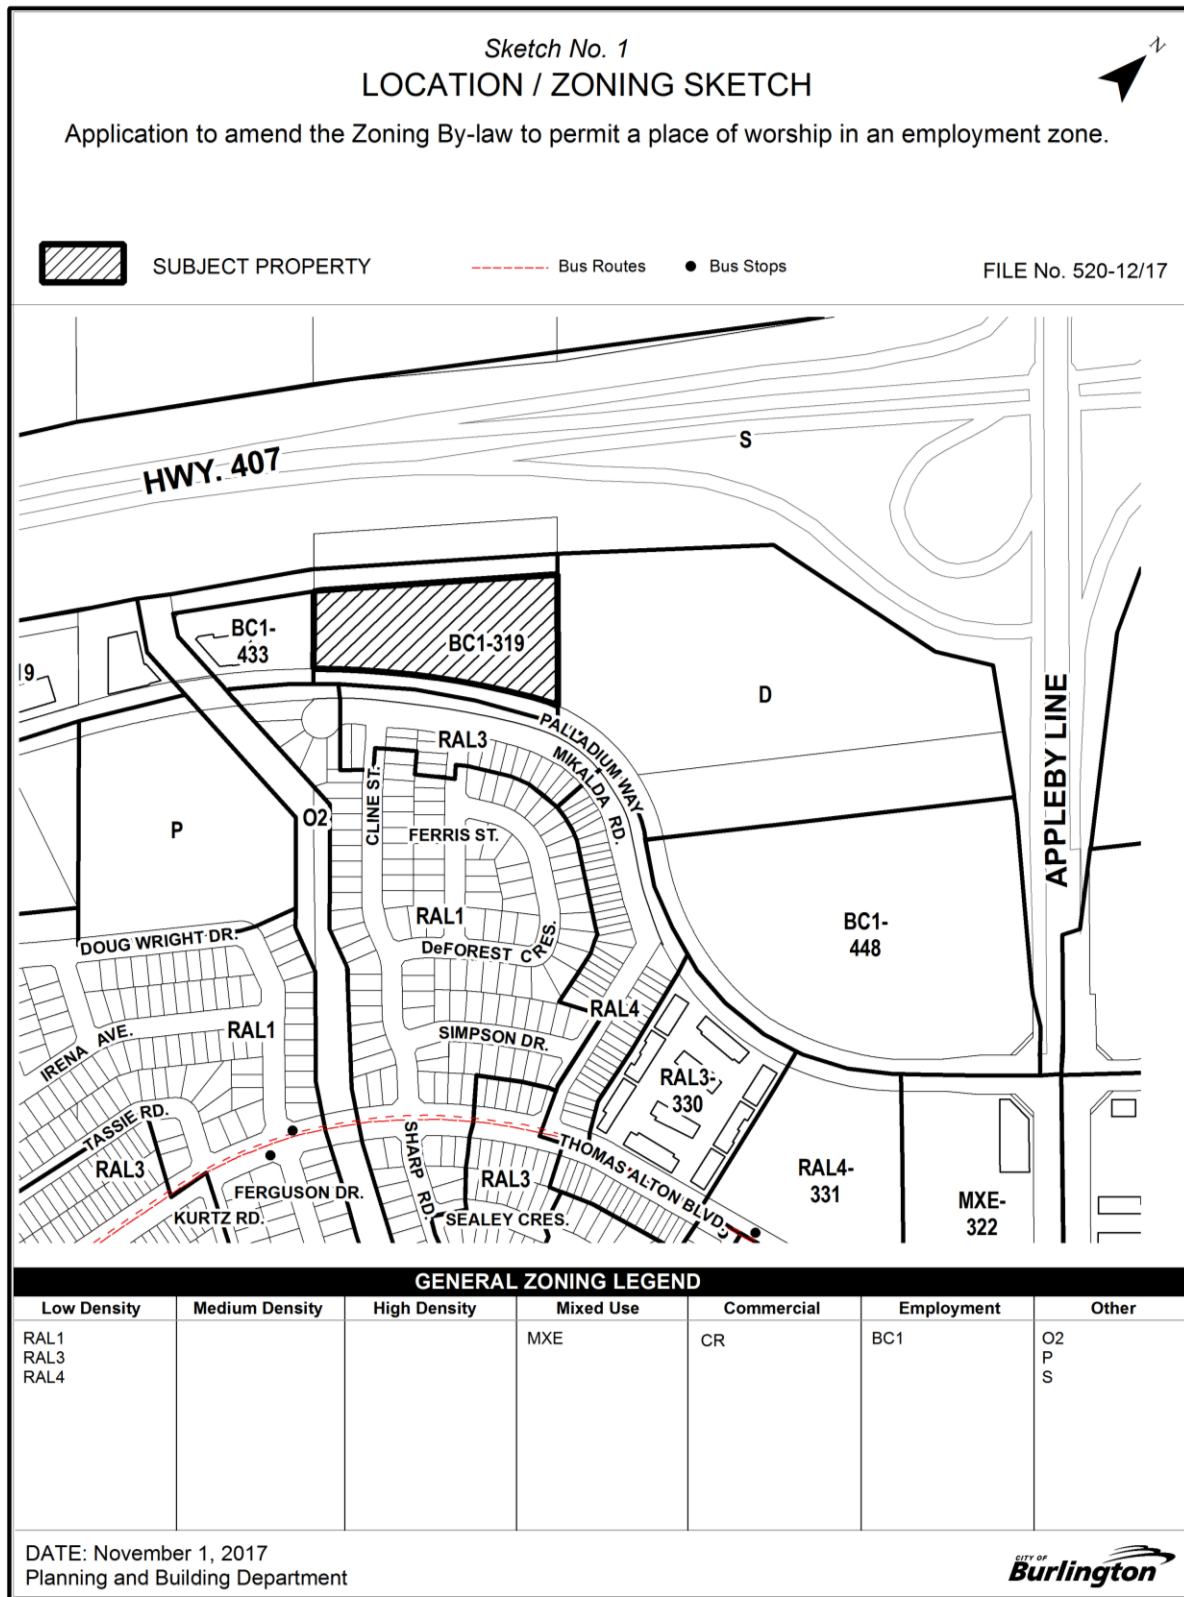 Sketch No. 1
LOCATION / ZONING SKETCH
N
Application to amend the Zoning By-law to permit a place of worship in an employment zone.
SUBJECT PROPERTY
Bus Routes
Bus Stops
FILE No. 520-12/17
HWY. 407
S
BC1-
433
BC1-319
19
D
PALLADIUM WAY
RAL3
MIKALDA RD.
CLINE ST.
APPLEBY LINE
P
O2
FERRIS ST.
RAL1
BC1-
448
DOUG WRIGHT DR.
DeFOREST CRES.
RAL4
RAL1
IRENA AVE.
SIMPSON DR.
RAL3-
330
TASSIE RD.
RAL3
SHARP RD.
THOMAS ALTON BLVD.
RAL4-
331
RAL3
FERGUSON DR.
KURTZ RD.
SEALEY CRES.
MXE-
322
GENERAL ZONING LEGEND
Low Density Medium Density High Density Mixed Use Commercial Employment Other
RAL1 MXE CR BC1 O2
RAL3 P
RAL4 S
DATE: November 1, 2017
Planning and Building Department
CITY OF
Burlington